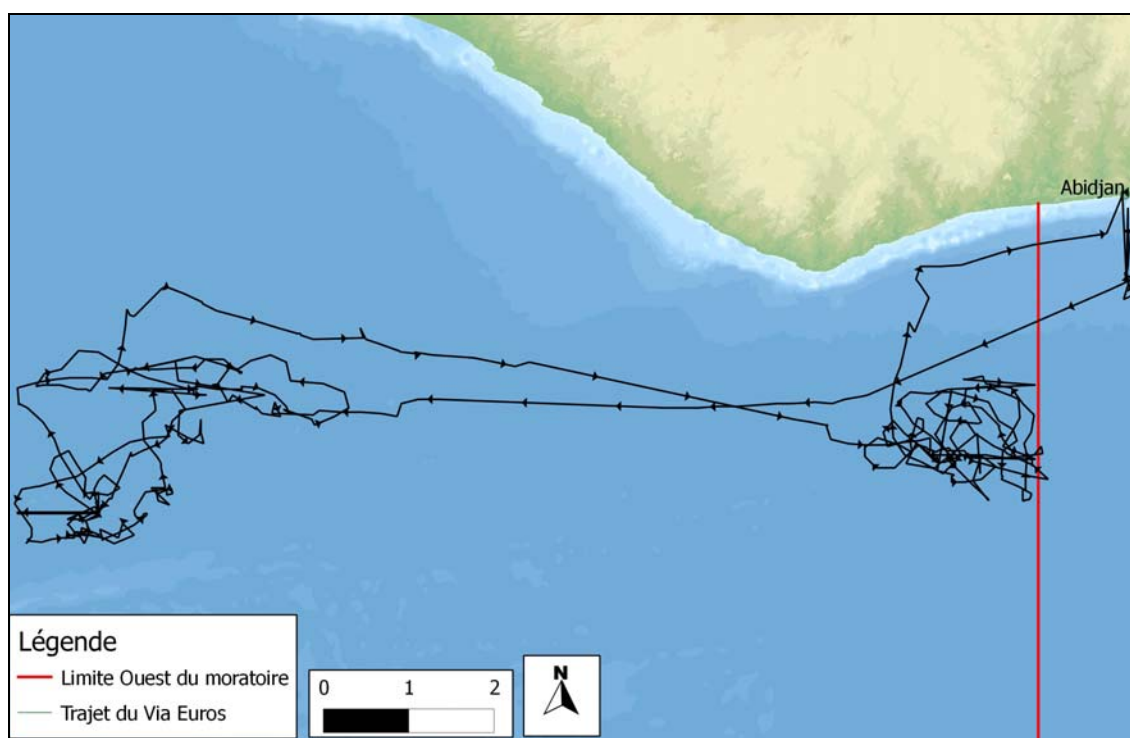 Abidjan
Légende
Limite Ouest du moratoire
Trajet du Via Euros
0 1 2
N